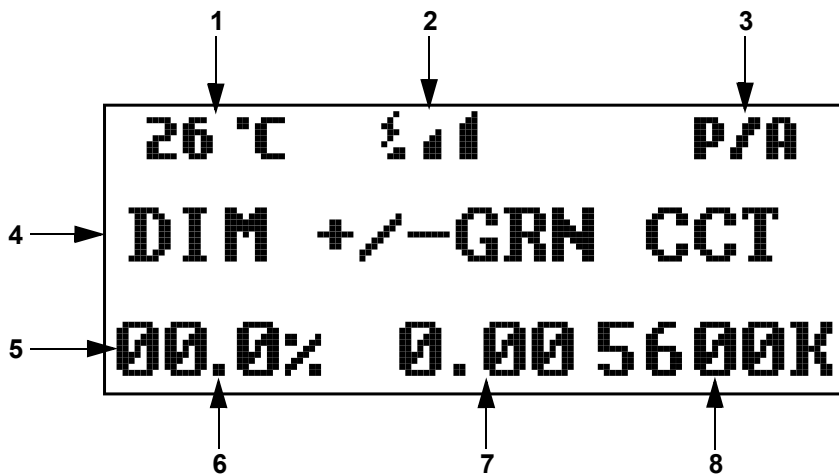 1 2 3
26 °C P/A
4 DIM +/-GRN CCT
5 00.0% 0.00 5600K
6 7 8